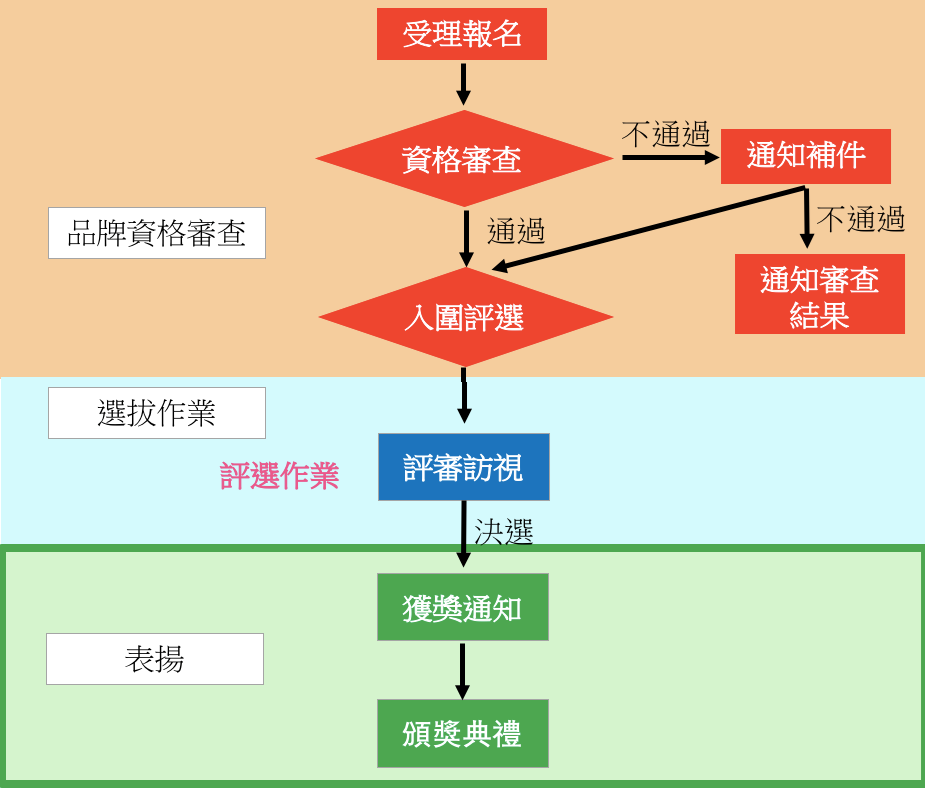 受理報名
資格審查
不通過
通知補件
品牌資格審查
通過
不通過
通知審查
結果
入圍評選
選拔作業
評選作業
評審訪視
決選
獲獎通知
表揚
頒獎典禮